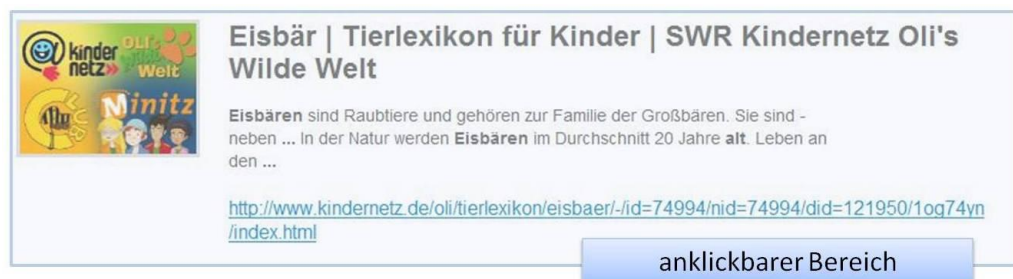 kinder
netz»
OLI's
wilde
Welt
CLUB
Minitz
Eisbär | Tierlexikon für Kinder | SWR Kindernetz Oli's
Wilde Welt
Eisbären sind Raubtiere und gehören zur Familie der Großbären. Sie sind -
neben ... In der Natur werden Eisbären im Durchschnitt 20 Jahre alt. Leben an
den ...
http://www.kindernetz.de/oli/tierlexikon/eisbaer/-/id=74994/nid=74994/did=121950/1og74yn
/index.html
anklickbarer Bereich